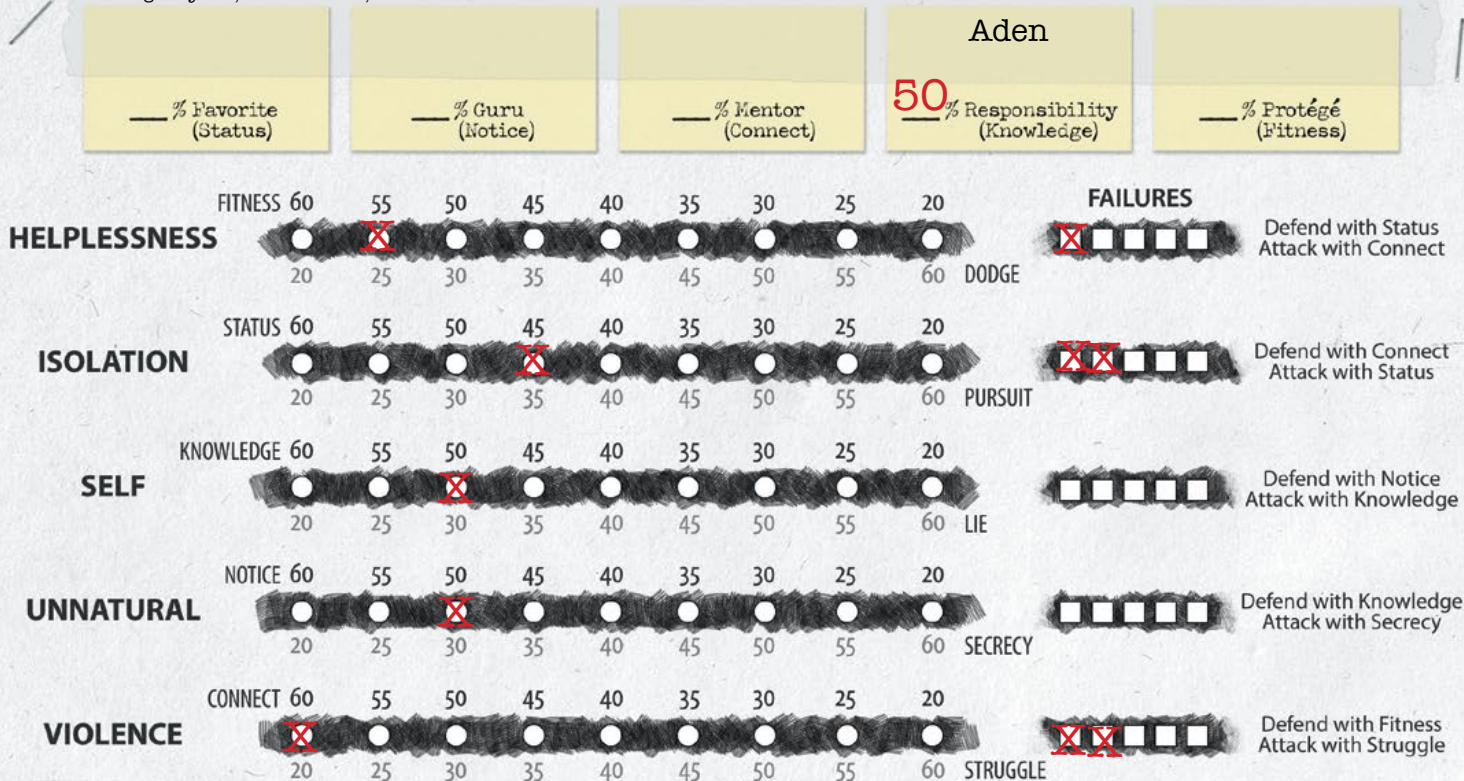 Aden
___% Favorite
(Status)
___% Guru
(Notice)
___% Mentor
(Connect)
50
___% Responsibility
(Knowledge)
___% Protégé
(Fitness)
FITNESS 60 55 50 45 40 35 30 25 20
FAILURES
HELPLESSNESS
X X
Defend with Status
Attack with Connect
20 25 30 35 40 45 50 55 60 DODGE
STATUS 60 55 50 45 40 35 30 25 20
ISOLATION
X X X
Defend with Connect
Attack with Status
20 25 30 35 40 45 50 55 60 PURSUIT
KNOWLEDGE 60 55 50 45 40 35 30 25 20
SELF
X
Defend with Notice
Attack with Knowledge
20 25 30 35 40 45 50 55 60 LIE
NOTICE 60 55 50 45 40 35 30 25 20
UNNATURAL
X
Defend with Knowledge
Attack with Secrecy
20 25 30 35 40 45 50 55 60 SECRECY
CONNECT 60 55 50 45 40 35 30 25 20
VIOLENCE
X X X
Defend with Fitness
Attack with Struggle
20 25 30 35 40 45 50 55 60 STRUGGLE